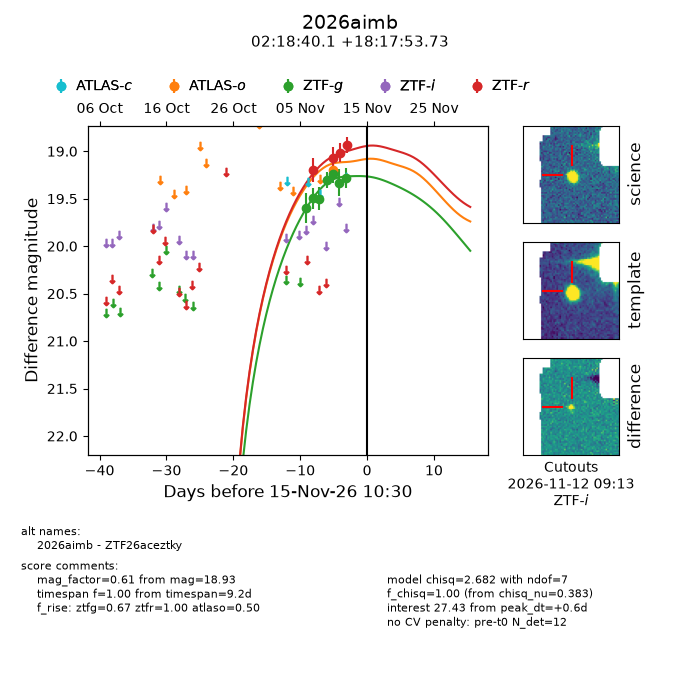 2026aimb
02:18:40.1 +18:17:53.73
ATLAS-c ATLAS-o ZTF-g ZTF-i ZTF-r
06 Oct 16 Oct 26 Oct 05 Nov 15 Nov 25 Nov
19.0
19.5
20.0
20.5
21.0
21.5
22.0
Difference magnitude
−40 −30 −20 −10 0 10
Days before 15-Nov-26 10:30
science
template
difference
Cutouts
2026-11-12 09:13
ZTF-i
alt names:
2026aimb - ZTF26aceztky
score comments:
mag_factor=0.61 from mag=18.93
timespan f=1.00 from timespan=9.2d
f_rise: ztfg=0.67 ztfr=1.00 atlaso=0.50
model chisq=2.682 with ndof=7
f_chisq=1.00 (from chisq_nu=0.383)
interest 27.43 from peak_dt=+0.6d
no CV penalty: pre-t0 N_det=12